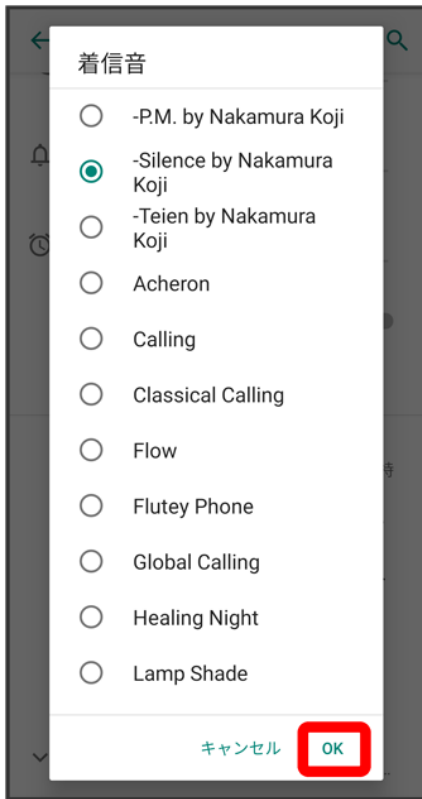 着信音
-P.M. by Nakamura Koji
-Silence by Nakamura
Koji
-Teien by Nakamura
Koji
Acheron
Calling
Classical Calling
Flow
Flutey Phone
Global Calling
Healing Night
Lamp Shade
キャンセル
OK
時